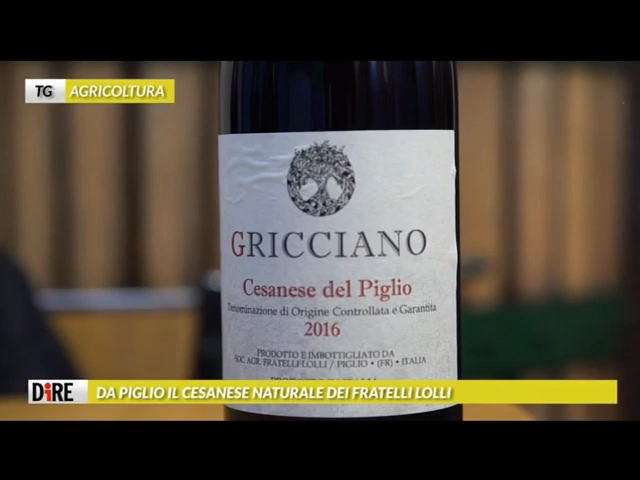 TG AGRICOLTURA
GRICCIANO
Cesanese del Piglio
Denominazione di Origine Controllata e Garantita
2016
PRODOTTO E IMBOTTIGLIATO DA
SOC. AGR. FRATELLI LOLLI / PIGLIO • (FR) • ITALIA
DiRE DA PIGLIO IL CESANESE NATURALE DEI FRATELLI LOLLI